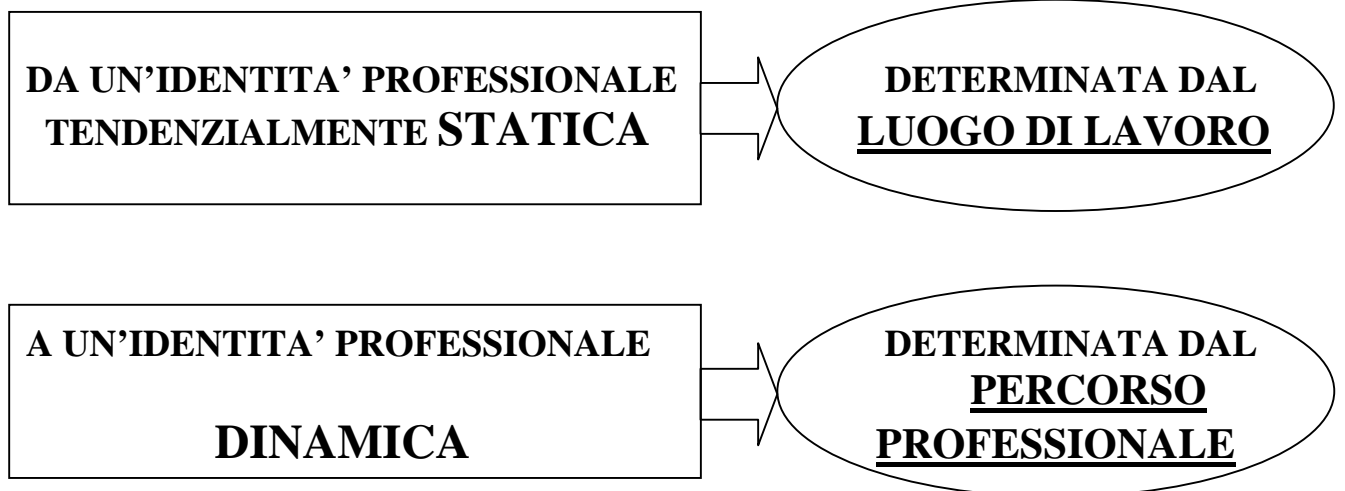 DA UN’IDENTITA’ PROFESSIONALE
TENDENZIALMENTE STATICA
DETERMINATA DAL
LUOGO DI LAVORO
A UN’IDENTITA’ PROFESSIONALE
DINAMICA
DETERMINATA DAL
PERCORSO
PROFESSIONALE